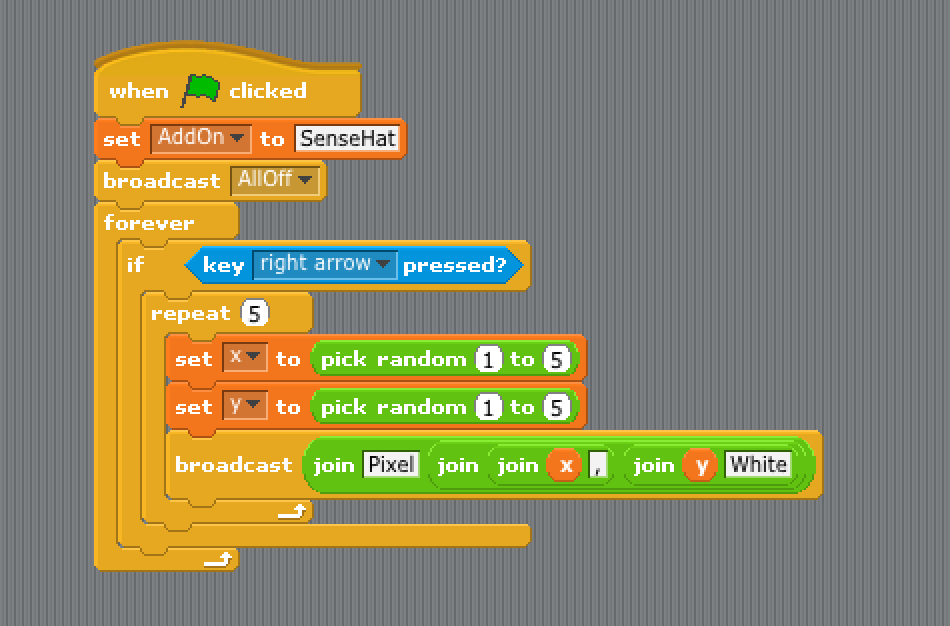 when clicked
set AddOn to SenseHat
broadcast AllOff
forever
if key right arrow pressed?
repeat 5
set x to pick random 1 to 5
set y to pick random 1 to 5
broadcast join Pixel join join x , join y White